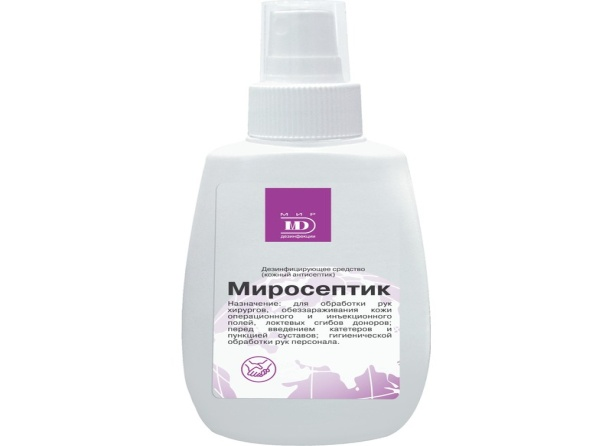 МИР
MD
дезинфекции
Дезинфицирующее средство
(кожный антисептик)
Миросептик
Назначение: для обработки рук
хирургов, обеззараживания кожи
операционного и инъекционного
полей, локтевых сгибов доноров;
перед введением катетеров и
пункцией суставов; гигиенической
обработки рук персонала.